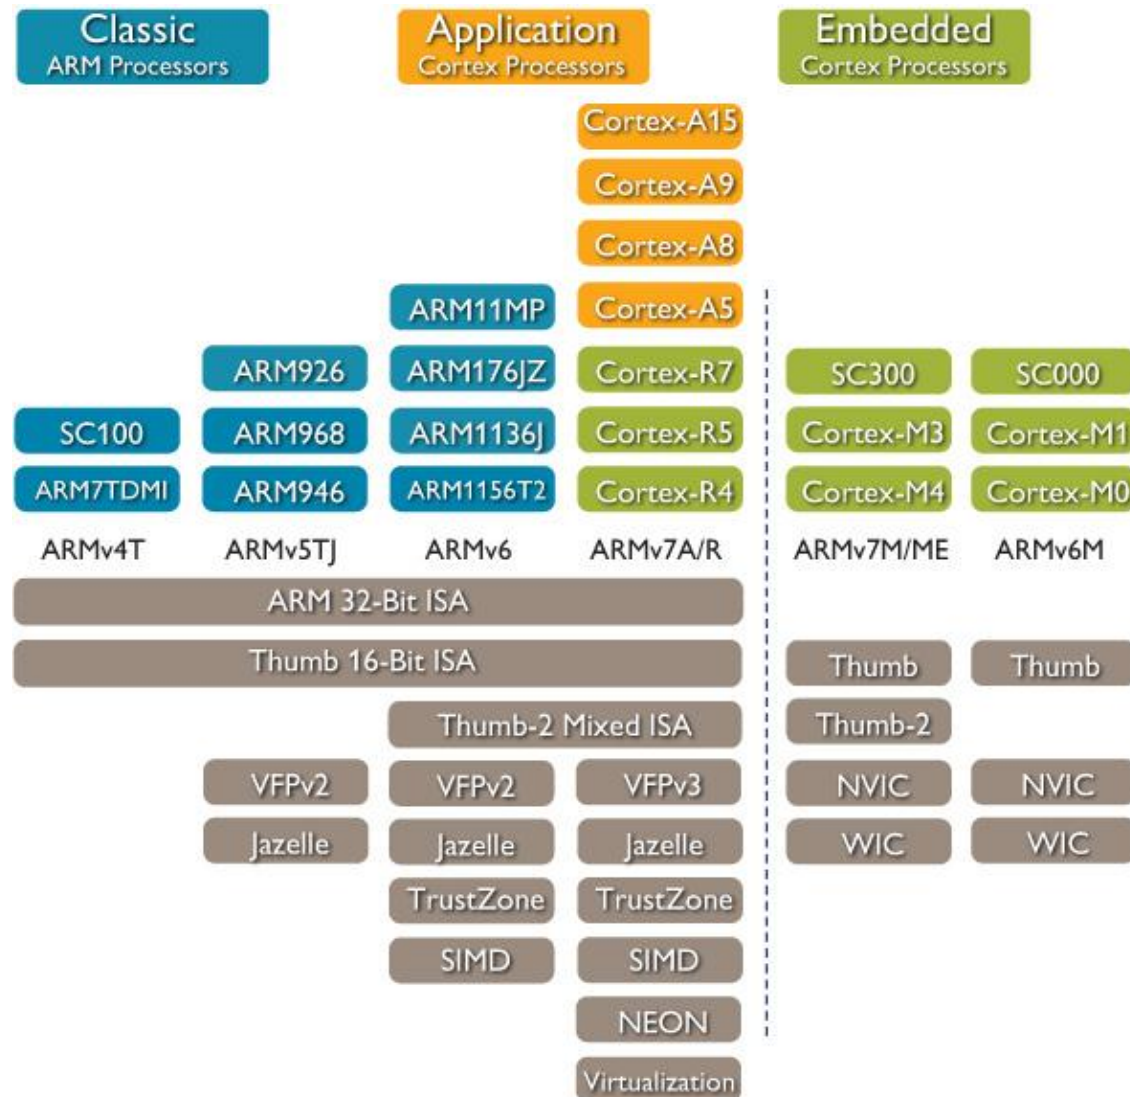 Classic
ARM Processors
Application
Cortex Processors
Embedded
Cortex Processors
Cortex-A15
Cortex-A9
Cortex-A8
ARM11MP Cortex-A5
ARM926 ARM176JZ Cortex-R7 SC300 SC000
SC100 ARM968 ARM1136J Cortex-R5 Cortex-M3 Cortex-M1
ARM7TDMI ARM946 ARM1156T2 Cortex-R4 Cortex-M4 Cortex-M0
ARMv4T ARMv5TJ ARMv6 ARMv7A/R ARMv7M/ME ARMv6M
ARM 32-Bit ISA
Thumb 16-Bit ISA Thumb Thumb
Thumb-2 Mixed ISA Thumb-2
VFPv2 VFPv2 VFPv3 NVIC NVIC
Jazelle Jazelle Jazelle WIC WIC
TrustZone TrustZone
SIMD SIMD
NEON
Virtualization